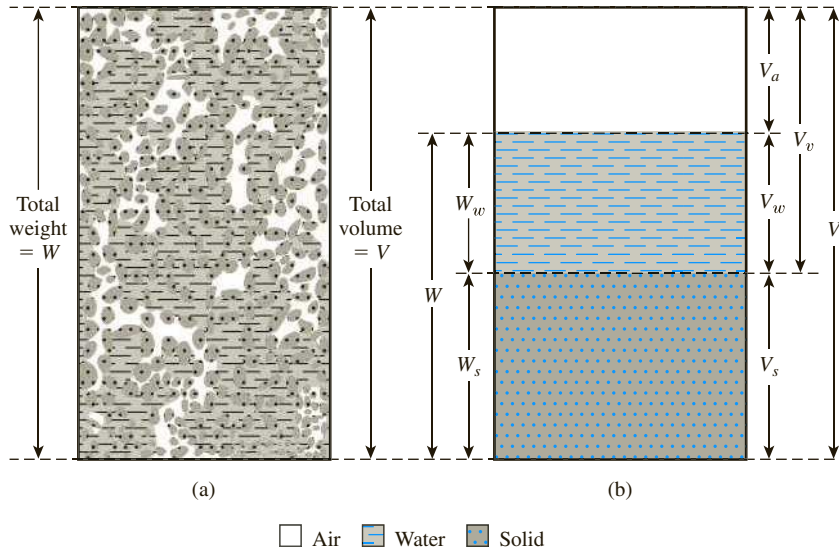 Total
weight
= W
Total
volume
= V
(a)
W
W_w
W_s
V_a
V_w
V_s
V_v
V
(b)
Air Water Solid